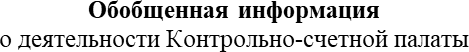 Обобщенная информация
о деятельности Контрольно-счетной палаты